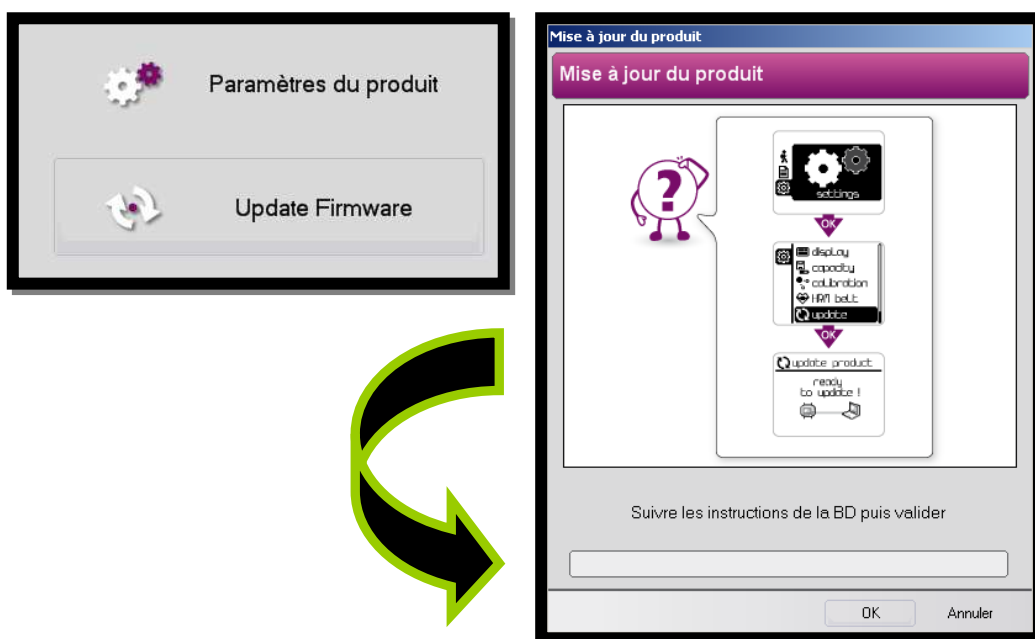 Paramètres du produit
Update Firmware
Mise à jour du produit
Mise à jour du produit
?
settings
OK
display
capacity
calibration
HRM belt
update
OK
update product
ready
to update !
Suivre les instructions de la BD puis valider
OK Annuler